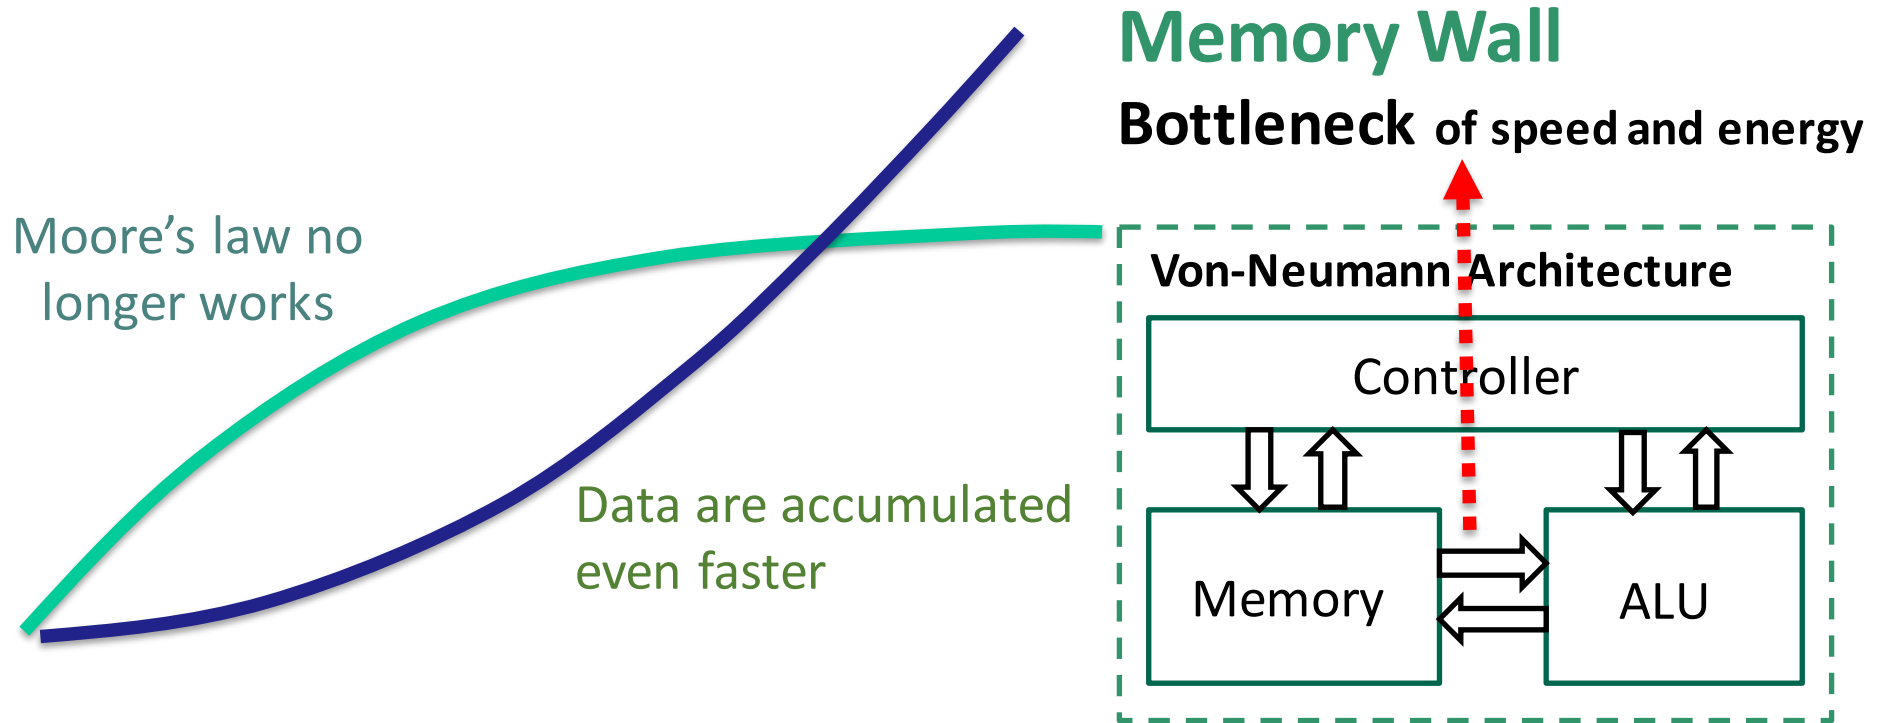 Memory Wall
Bottleneck of speed and energy
Moore’s law no
longer works
Data are accumulated
even faster
Von-Neumann Architecture
Controller
Memory
ALU